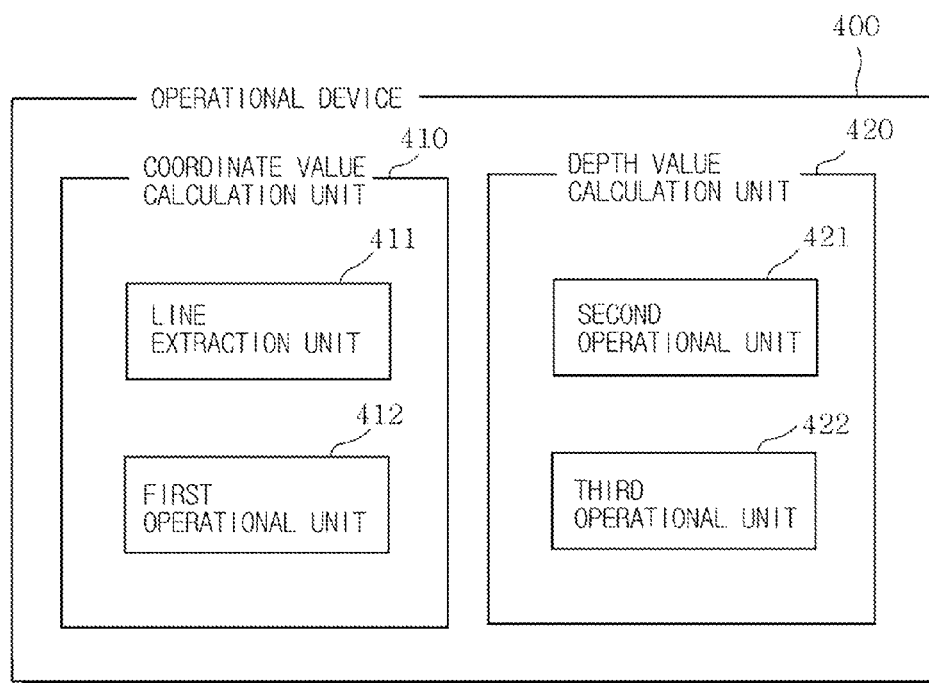 400
OPERATIONAL DEVICE
COORDINATE VALUE
CALCULATION UNIT
410
411
LINE
EXTRACTION UNIT
412
FIRST
OPERATIONAL UNIT
DEPTH VALUE
CALCULATION UNIT
420
421
SECOND
OPERATIONAL UNIT
422
THIRD
OPERATIONAL UNIT